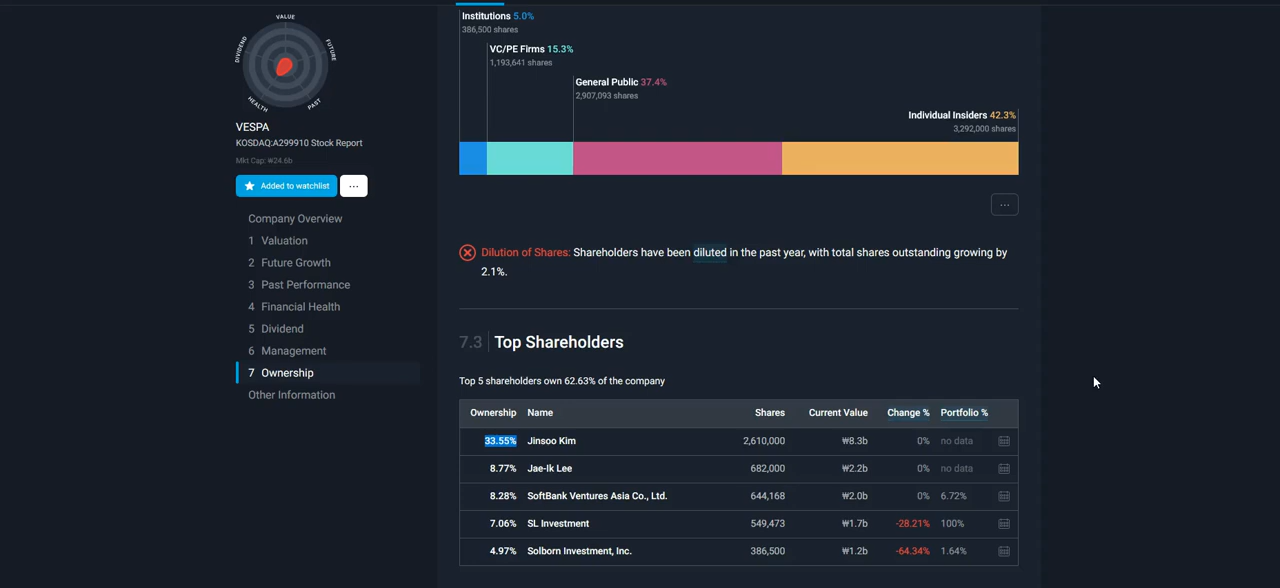 VALUE
FUTURE
PAST
HEALTH
DIVIDEND
VESPA
KOSDAQ:A299910 Stock Report
Mkt Cap: ₩24.6b
Added to watchlist
...
Company Overview
1 Valuation
2 Future Growth
3 Past Performance
4 Financial Health
5 Dividend
6 Management
7 Ownership
Other Information
Institutions 5.0%
386,500 shares
VC/PE Firms 15.3%
1,193,641 shares
General Public 37.4%
2,907,093 shares
Individual Insiders 42.3%
3,292,000 shares
...
Dilution of Shares: Shareholders have been diluted in the past year, with total shares outstanding growing by
2.1%.
7.3 Top Shareholders
Top 5 shareholders own 62.63% of the company
Ownership Name Shares Current Value Change % Portfolio %
33.55% Jinsoo Kim 2,610,000 ₩8.3b 0% no data
8.77% Jae-Ik Lee 682,000 ₩2.2b 0% no data
8.28% SoftBank Ventures Asia Co., Ltd. 644,168 ₩2.0b 0% 6.72%
7.06% SL Investment 549,473 ₩1.7b -28.21% 100%
4.97% Solborn Investment, Inc. 386,500 ₩1.2b -64.34% 1.64%